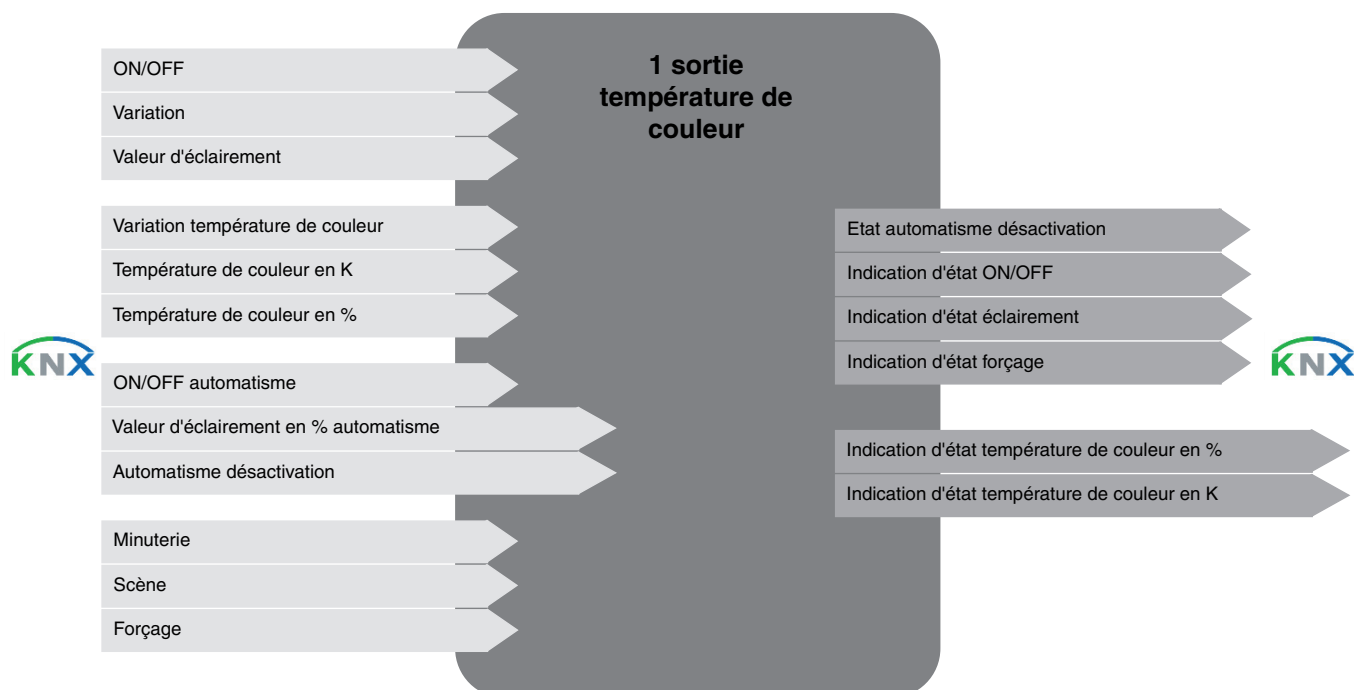 1 sortie
température de
couleur
ON/OFF
Variation
Valeur d'éclairement
Variation température de couleur
Température de couleur en K
Température de couleur en %
KNX
ON/OFF automatisme
Valeur d'éclairement en % automatisme
Automatisme désactivation
Minuterie
Scène
Forçage
Etat automatisme désactivation
Indication d'état ON/OFF
Indication d'état éclairement
Indication d'état forçage
KNX
Indication d'état température de couleur en %
Indication d'état température de couleur en K